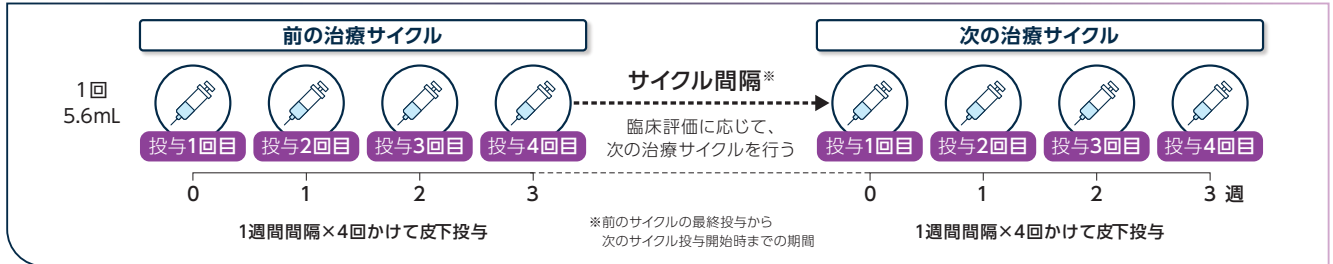 前の治療サイクル
次の治療サイクル
1回
5.6mL
投与1回目
投与2回目
投与3回目
投与4回目
サイクル間隔※
臨床評価に応じて、
次の治療サイクルを行う
投与1回目
投与2回目
投与3回目
投与4回目
0
1
2
3
0
1
2
3 週
1週間間隔×4回かけて皮下投与
※前のサイクルの最終投与から
次のサイクル投与開始時までの期間
1週間間隔×4回かけて皮下投与